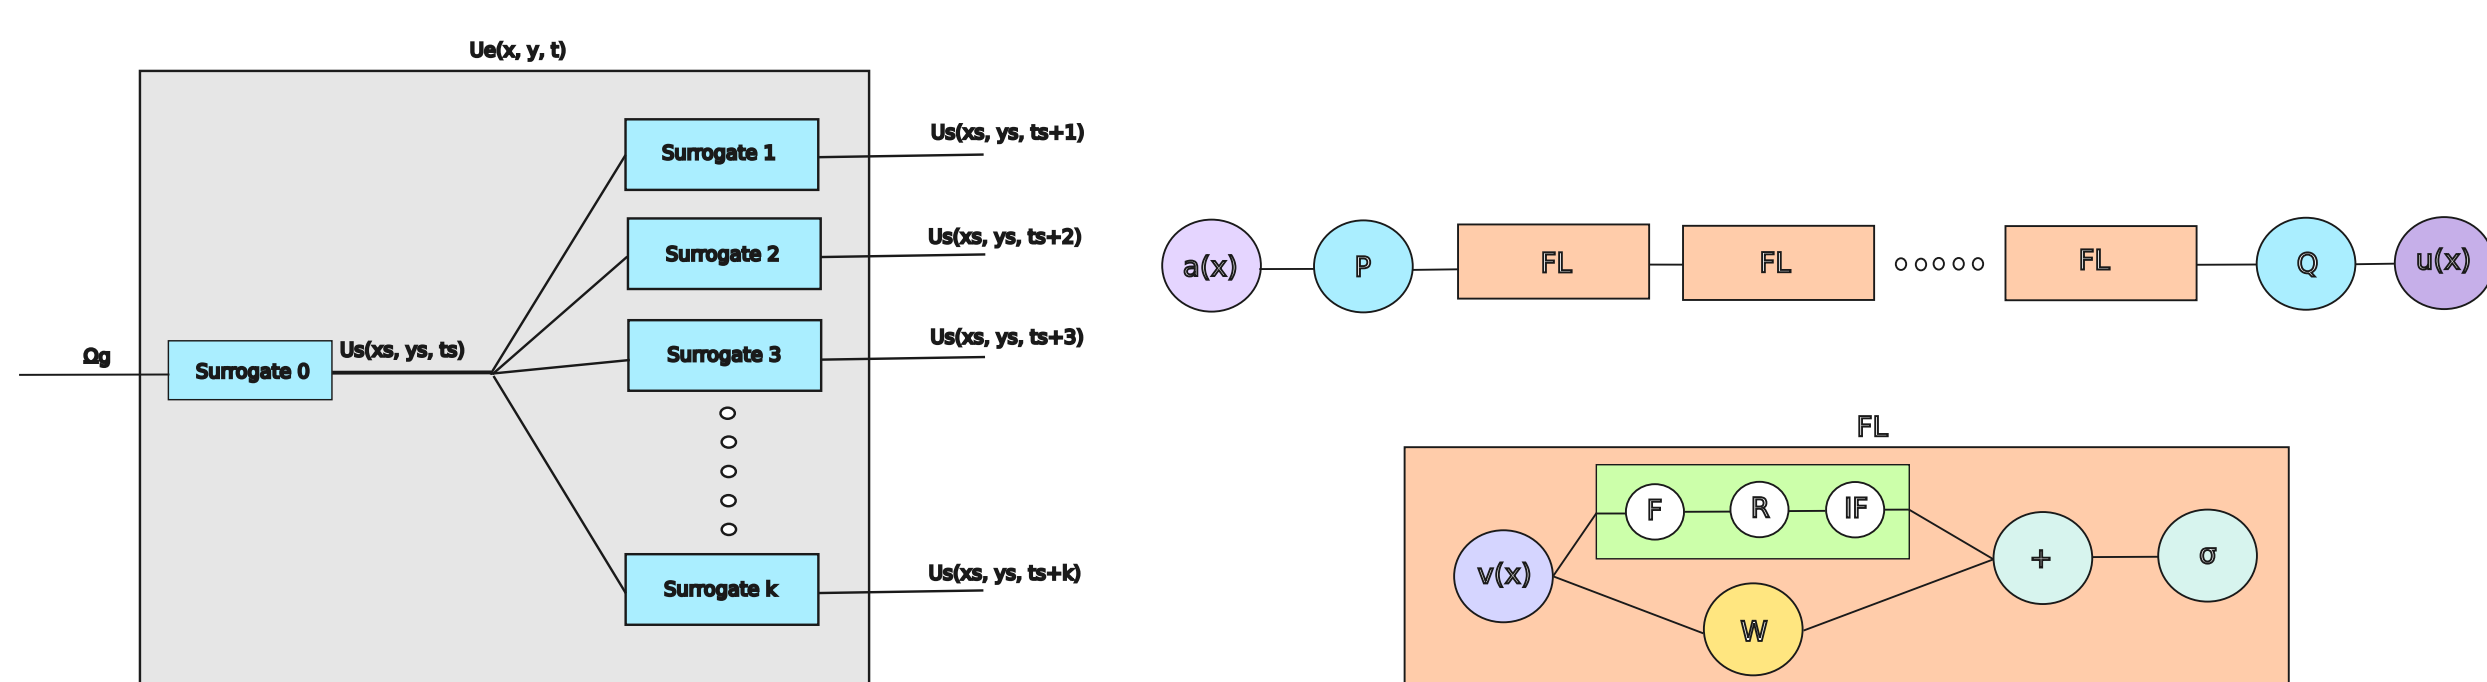 Ue(x, y, t)
Surrogate 1
Us(xs, ys, ts+1)
Surrogate 2
Us(xs, ys, ts+2)
Surrogate 3
Us(xs, ys, ts+3)
Ωg
Surrogate 0
Us(xs, ys, ts)
Surrogate k
Us(xs, ys, ts+k)
a(x)
P
FL
FL
FL
Q
u(x)
FL
F
R
IF
v(x)
W
+
σ